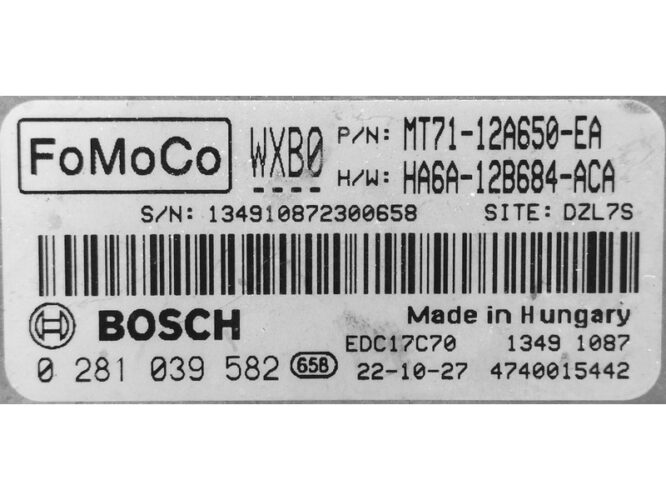 FoMoCo
WXB0
P/N: MT71-12A650-EA
H/W: HA6A-12B684-ACA
S/N: 134910872300658 SITE: DZL7S
BOSCH
Made in Hungary
EDC17C70 1349 1087
0 281 039 582 65B 22-10-27 4740015442